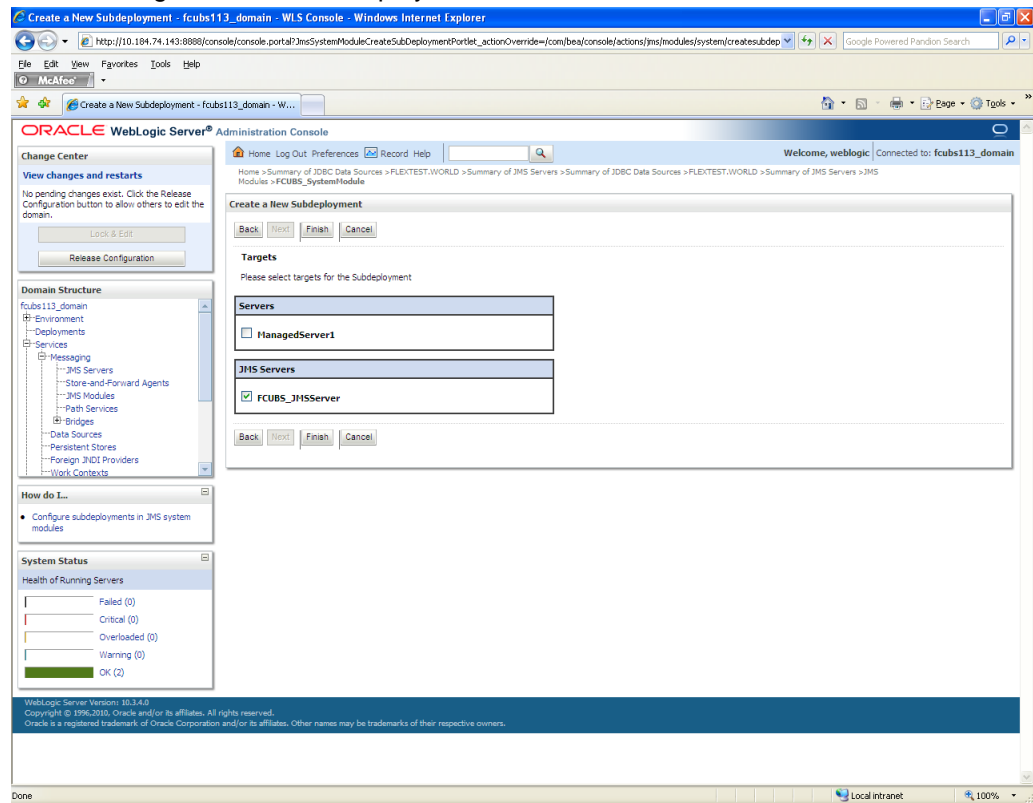 Create a New Subdeployment - fcubs113_domain - WLS Console - Windows Internet Explorer
http://10.184.74.143:8888/console/console.portal?JmsSystemModuleCreateSubDeploymentPortlet_actionOverride=/com/bea/console/actions/jms/modules/system/createsubdep
Google Powered Pandion Search
File Edit View Favorites Tools Help
McAfee
Create a New Subdeployment - fcubs113_domain - W...
Page Tools »
ORACLE WebLogic Server® Administration Console
Change Center
View changes and restarts
No pending changes exist. Click the Release
Configuration button to allow others to edit the
domain.
Lock & Edit
Release Configuration
Domain Structure
fcubs113_domain
Environment
Deployments
Services
Messaging
JMS Servers
Store-and-Forward Agents
JMS Modules
Path Services
Bridges
Data Sources
Persistent Stores
Foreign JNDI Providers
Work Contexts
How do I...
Configure subdeployments in JMS system
modules
System Status
Health of Running Servers
Failed (0)
Critical (0)
Overloaded (0)
Warning (0)
OK (2)
Home Log Out Preferences Record Help
Welcome, weblogic Connected to: fcubs113_domain
Home >Summary of JDBC Data Sources >FLEXTEST.WORLD >Summary of JMS Servers >Summary of JDBC Data Sources >FLEXTEST.WORLD >Summary of JMS Servers >JMS
Modules >FCUBS_SystemModule
Create a New Subdeployment
Back Next Finish Cancel
Targets
Please select targets for the Subdeployment
Servers
ManagedServer1
JMS Servers
FCUBS_JMSServer
Back Next Finish Cancel
WebLogic Server Version: 10.3.4.0
Copyright © 1996,2010, Oracle and/or its affiliates. All rights reserved.
Oracle is a registered trademark of Oracle Corporation and/or its affiliates. Other names may be trademarks of their respective owners.
Done
Local intranet
100%